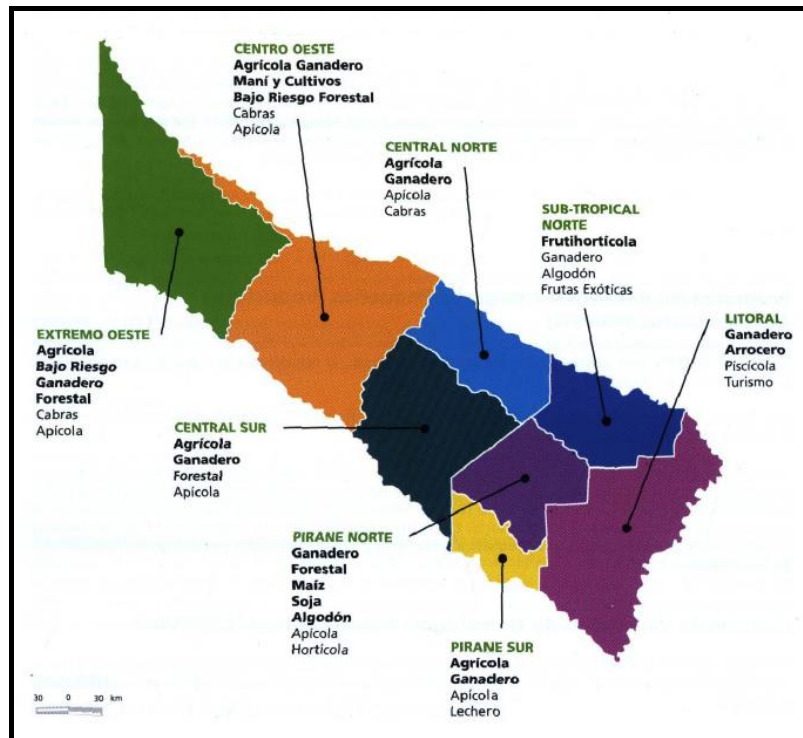 CENTRO OESTE
Agrícola Ganadero
Maní y Cultivos
Bajo Riesgo Forestal
Cabras
Apícola
CENTRAL NORTE
Agrícola
Ganadero
Apícola
Cabras
SUB-TROPICAL
NORTE
Frutihortícola
Ganadero
Algodón
Frutas Exóticas
LITORAL
Ganadero
Arrocero
Piscícola
Turismo
EXTREMO OESTE
Agrícola
Bajo Riesgo
Ganadero
Forestal
Cabras
Apícola
CENTRAL SUR
Agrícola
Ganadero
Forestal
Apícola
PIRANE NORTE
Ganadero
Forestal
Maíz
Soja
Algodón
Apícola
Horticola
PIRANE SUR
Agrícola
Ganadero
Apícola
Lechero
30 0 30 km